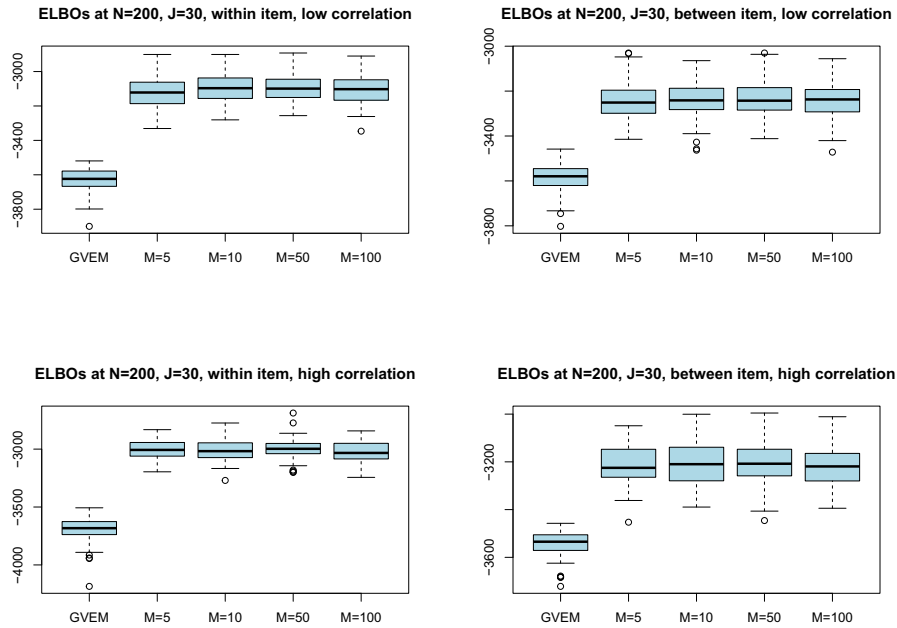 ELBOs at N=200, J=30, within item, low correlation
-3000
-3400
-3800
GVEM M=5 M=10 M=50 M=100
ELBOs at N=200, J=30, between item, low correlation
-3000
-3400
-3800
GVEM M=5 M=10 M=50 M=100
ELBOs at N=200, J=30, within item, high correlation
-3000
-3500
-4000
GVEM M=5 M=10 M=50 M=100
ELBOs at N=200, J=30, between item, high correlation
-3200
-3600
GVEM M=5 M=10 M=50 M=100